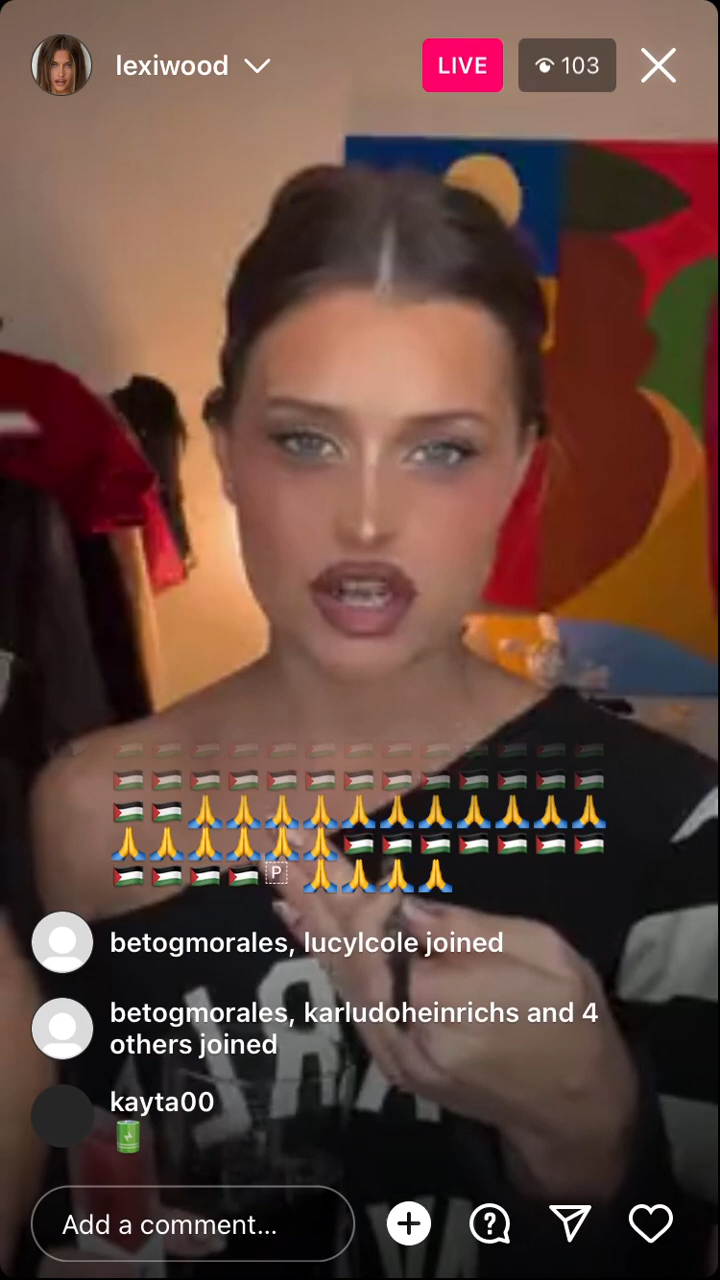 lexiwood
LIVE
103
🇵🇸🇵🇸🇵🇸🇵🇸🇵🇸🇵🇸🇵🇸🇵🇸🇵🇸🇵🇸🇵🇸🇵🇸🇵🇸
🇵🇸🇵🇸🇵🇸🇵🇸🇵🇸🇵🇸🇵🇸🇵🇸🇵🇸🇵🇸🇵🇸🇵🇸🇵🇸
🇵🇸🇵🇸🙏🙏🙏🙏🙏🙏🙏🙏🙏🙏🙏
🙏🙏🙏🙏🙏🙏🇵🇸🇵🇸🇵🇸🇵🇸🇵🇸🇵🇸🇵🇸
🇵🇸🇵🇸🇵🇸🇵🇸🇵🙏🙏🙏🙏
betogmorales, lucylcole joined
betogmorales, karludoheinrichs and 4
others joined
kayta00
🔋
Add a comment...